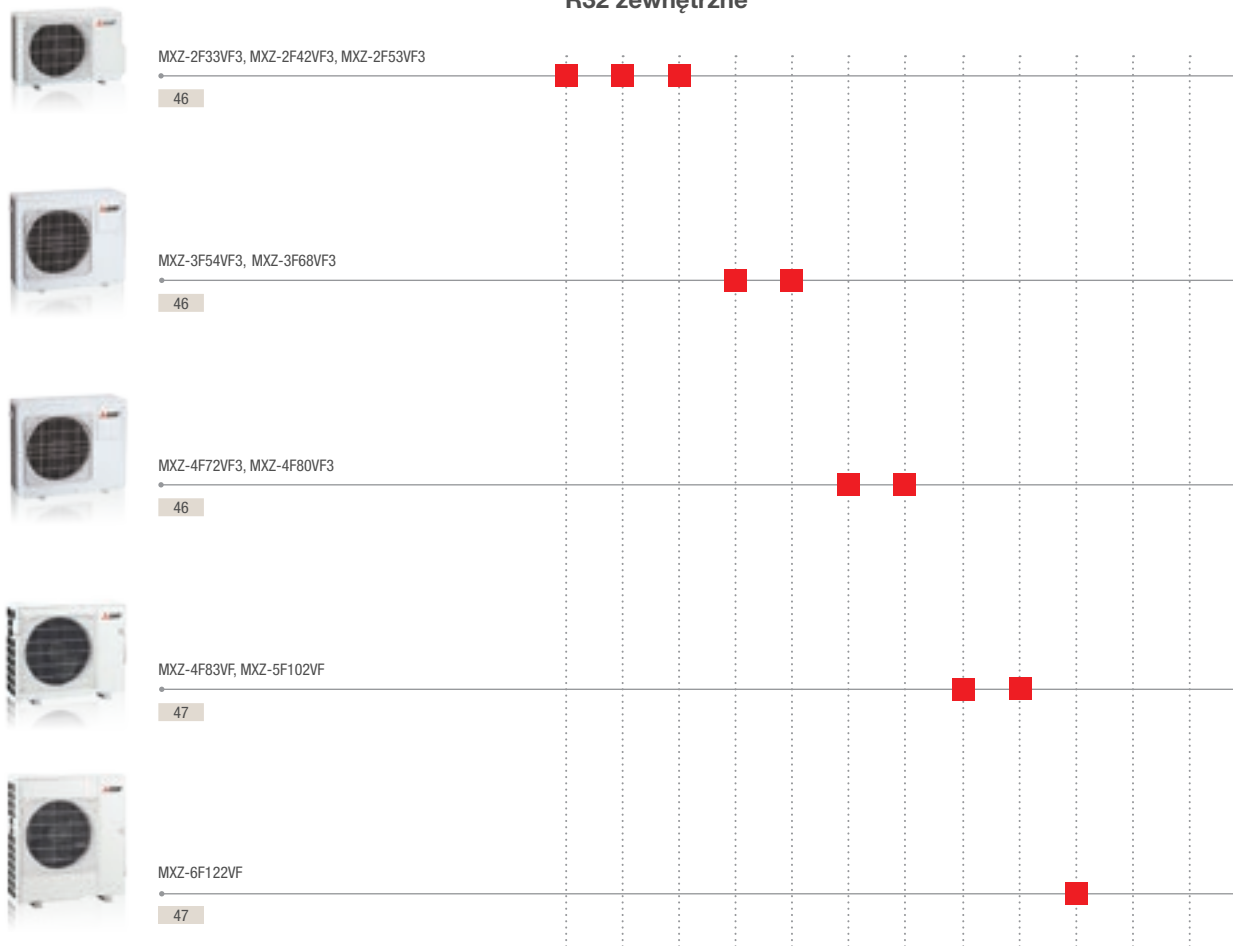 R32 zewnętrzne
MXZ-2F33VF3, MXZ-2F42VF3, MXZ-2F53VF3
46
MXZ-3F54VF3, MXZ-3F68VF3
46
MXZ-4F72VF3, MXZ-4F80VF3
46
MXZ-4F83VF, MXZ-5F102VF
47
MXZ-6F122VF
47